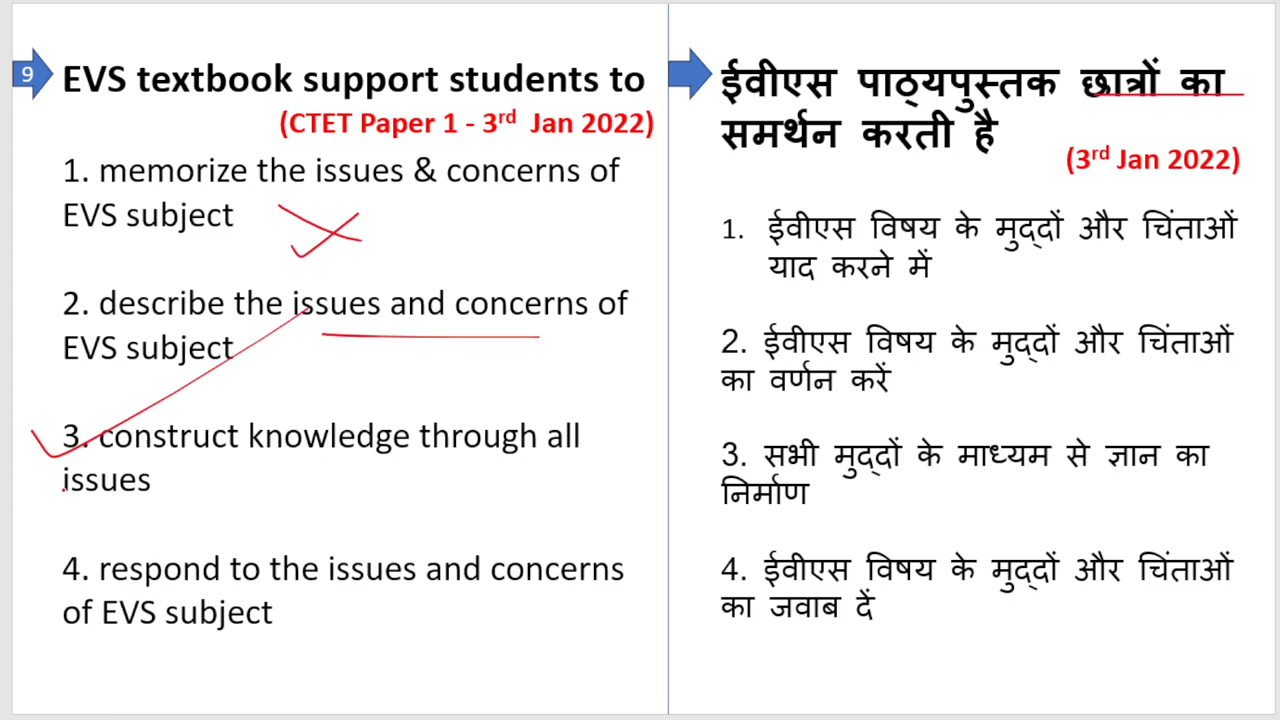 9
EVS textbook support students to
(CTET Paper 1 - 3rd Jan 2022)
1. memorize the issues & concerns of
EVS subject
2. describe the issues and concerns of
EVS subject
3. construct knowledge through all
issues
4. respond to the issues and concerns
of EVS subject
ईवीएस पाठ्यपुस्तक छात्रों का
समर्थन करती है
(3rd Jan 2022)
1. ईवीएस विषय के मुद्दों और चिंताओं
याद करने में
2. ईवीएस विषय के मुद्दों और चिंताओं
का वर्णन करें
3. सभी मुद्दों के माध्यम से ज्ञान का
निर्माण
4. ईवीएस विषय के मुद्दों और चिंताओं
का जवाब दें